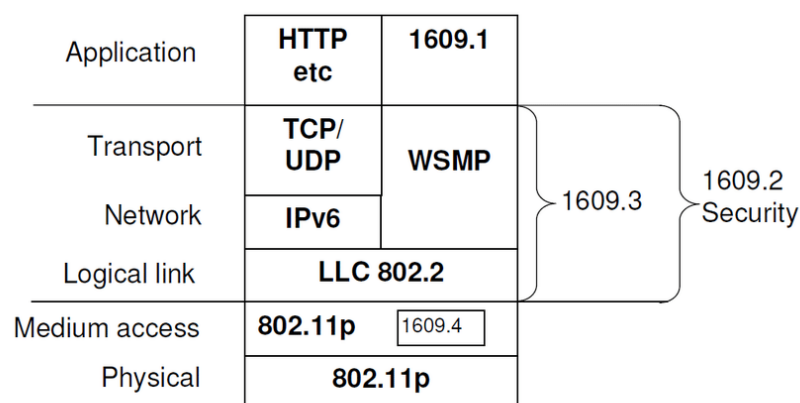 Application
HTTP
etc
1609.1
Transport
TCP/
UDP
WSMP
Network
IPv6
1609.3
1609.2
Security
Logical link
LLC 802.2
Medium access
802.11p
1609.4
Physical
802.11p